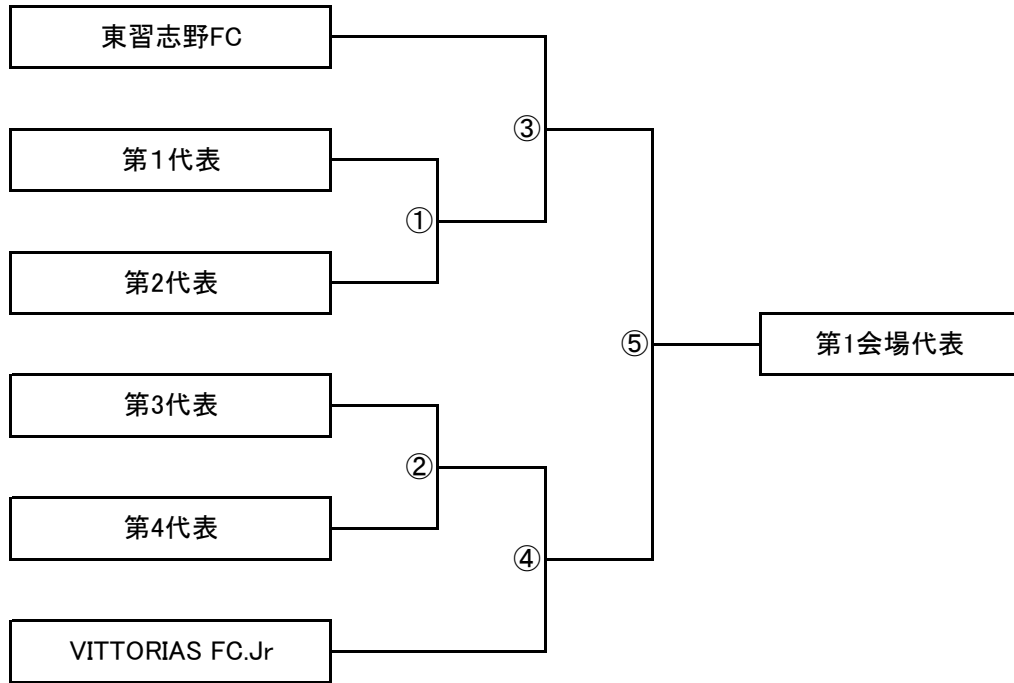 東習志野FC
③
第１代表
①
第2代表
⑤
第1会場代表
第3代表
②
第4代表
④
VITTORIAS FC.Jr